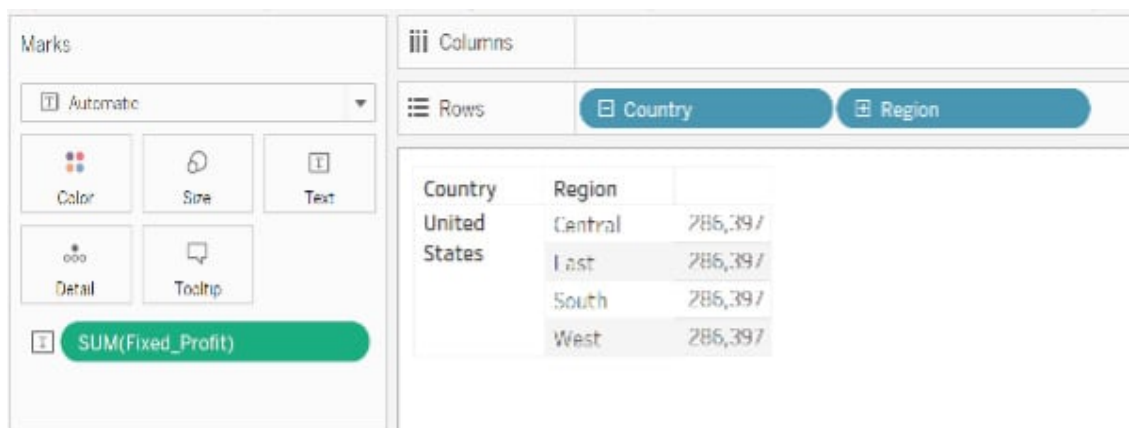 Marks
Columns
Automatic
Rows
Country
Region
Color
Size
Text
Country Region
United States
Central 286,397
East 286,397
Detail
Tooltip
South 286,397
SUM(Fixed_Profit)
West 286,397